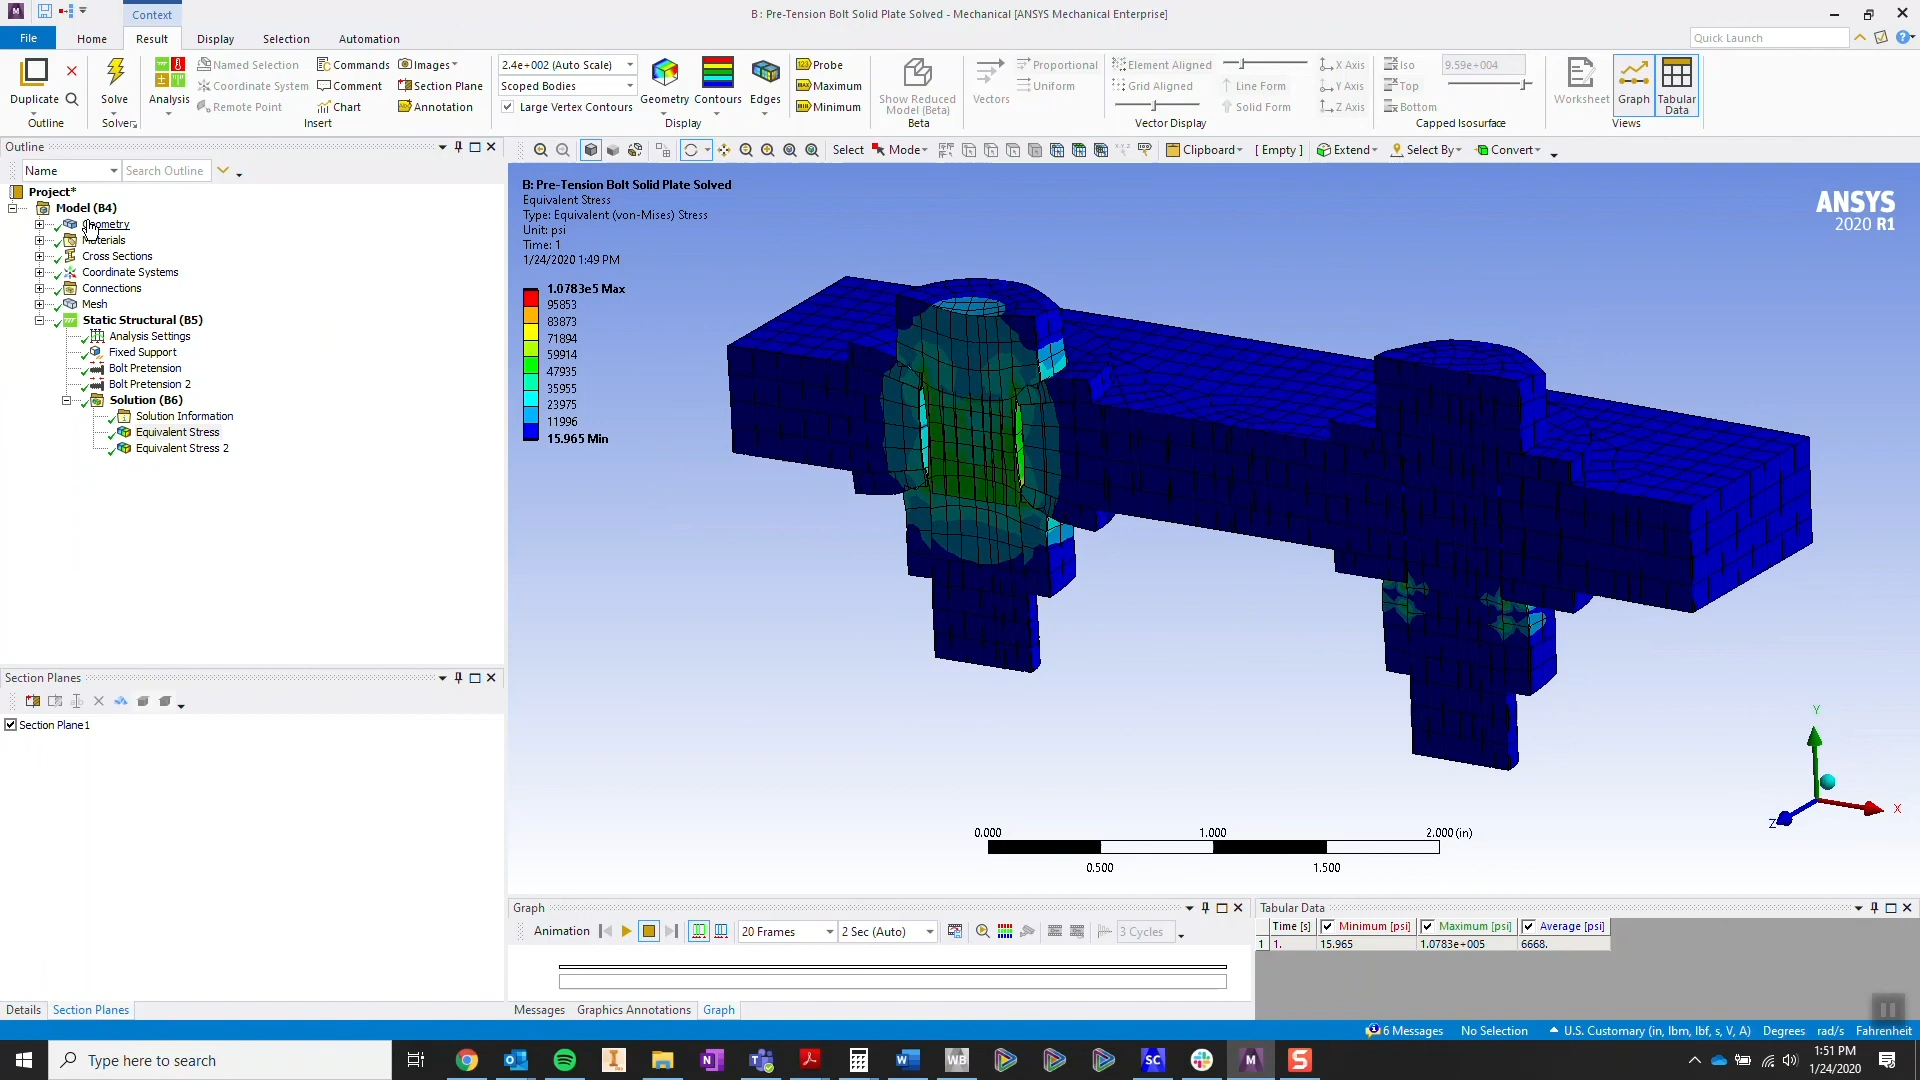 Context
B : Pre-Tension Bolt Solid Plate Solved - Mechanical [ANSYS Mechanical Enterprise]
File Home Result Display Selection Automation
Quick Launch
Duplicate
Outline
Solve
Solver
Analysis
Named Selection
Coordinate System
Remote Point
Commands
Comment
Chart
Images
Section Plane
Annotation
Insert
2.4e+002 (Auto Scale)
Scoped Bodies
Large Vertex Contours
Geometry
Contours
Edges
Display
Probe
Maximum
Minimum
Show Reduced
Model (Beta)
Beta
Vectors
Proportional
Uniform
Element Aligned
Grid Aligned
Line Form
Solid Form
X Axis
Y Axis
Z Axis
Vector Display
Iso
Top
Bottom
9.59e+004
Capped Isosurface
Worksheet
Graph
Tabular
Data
Views
Outline
Name
Search Outline
Project*
Model (B4)
Materials
Cross Sections
Coordinate Systems
Connections
Mesh
Static Structural (B5)
Analysis Settings
Fixed Support
Bolt Pretension
Bolt Pretension 2
Solution (B6)
Solution Information
Equivalent Stress
Equivalent Stress 2
Section Planes
Section Plane1
Details Section Planes
Select Mode Clipboard [ Empty ] Extend Select By Convert
B: Pre-Tension Bolt Solid Plate Solved
Equivalent Stress
Type: Equivalent (von-Mises) Stress
Unit: psi
Time: 1
1/24/2020 1:49 PM
1.0783e5 Max
95853
83873
71894
59914
47935
35955
23975
11996
15.965 Min
ANSYS
2020 R1
Y
X
Z
0.000 1.000 2.000 (in)
0.500 1.500
Graph
Animation 20 Frames 2 Sec (Auto) 3 Cycles
Messages Graphics Annotations Graph
Tabular Data
Time [s] Minimum [psi] Maximum [psi] Average [psi]
1 1. 15.965 1.0783e+005 6668.
6 Messages No Selection U.S. Customary (in, lbm, lbf, s, V, A) Degrees rad/s Fahrenheit
Type here to search
WB
SC
M
S
1:51 PM
1/24/2020